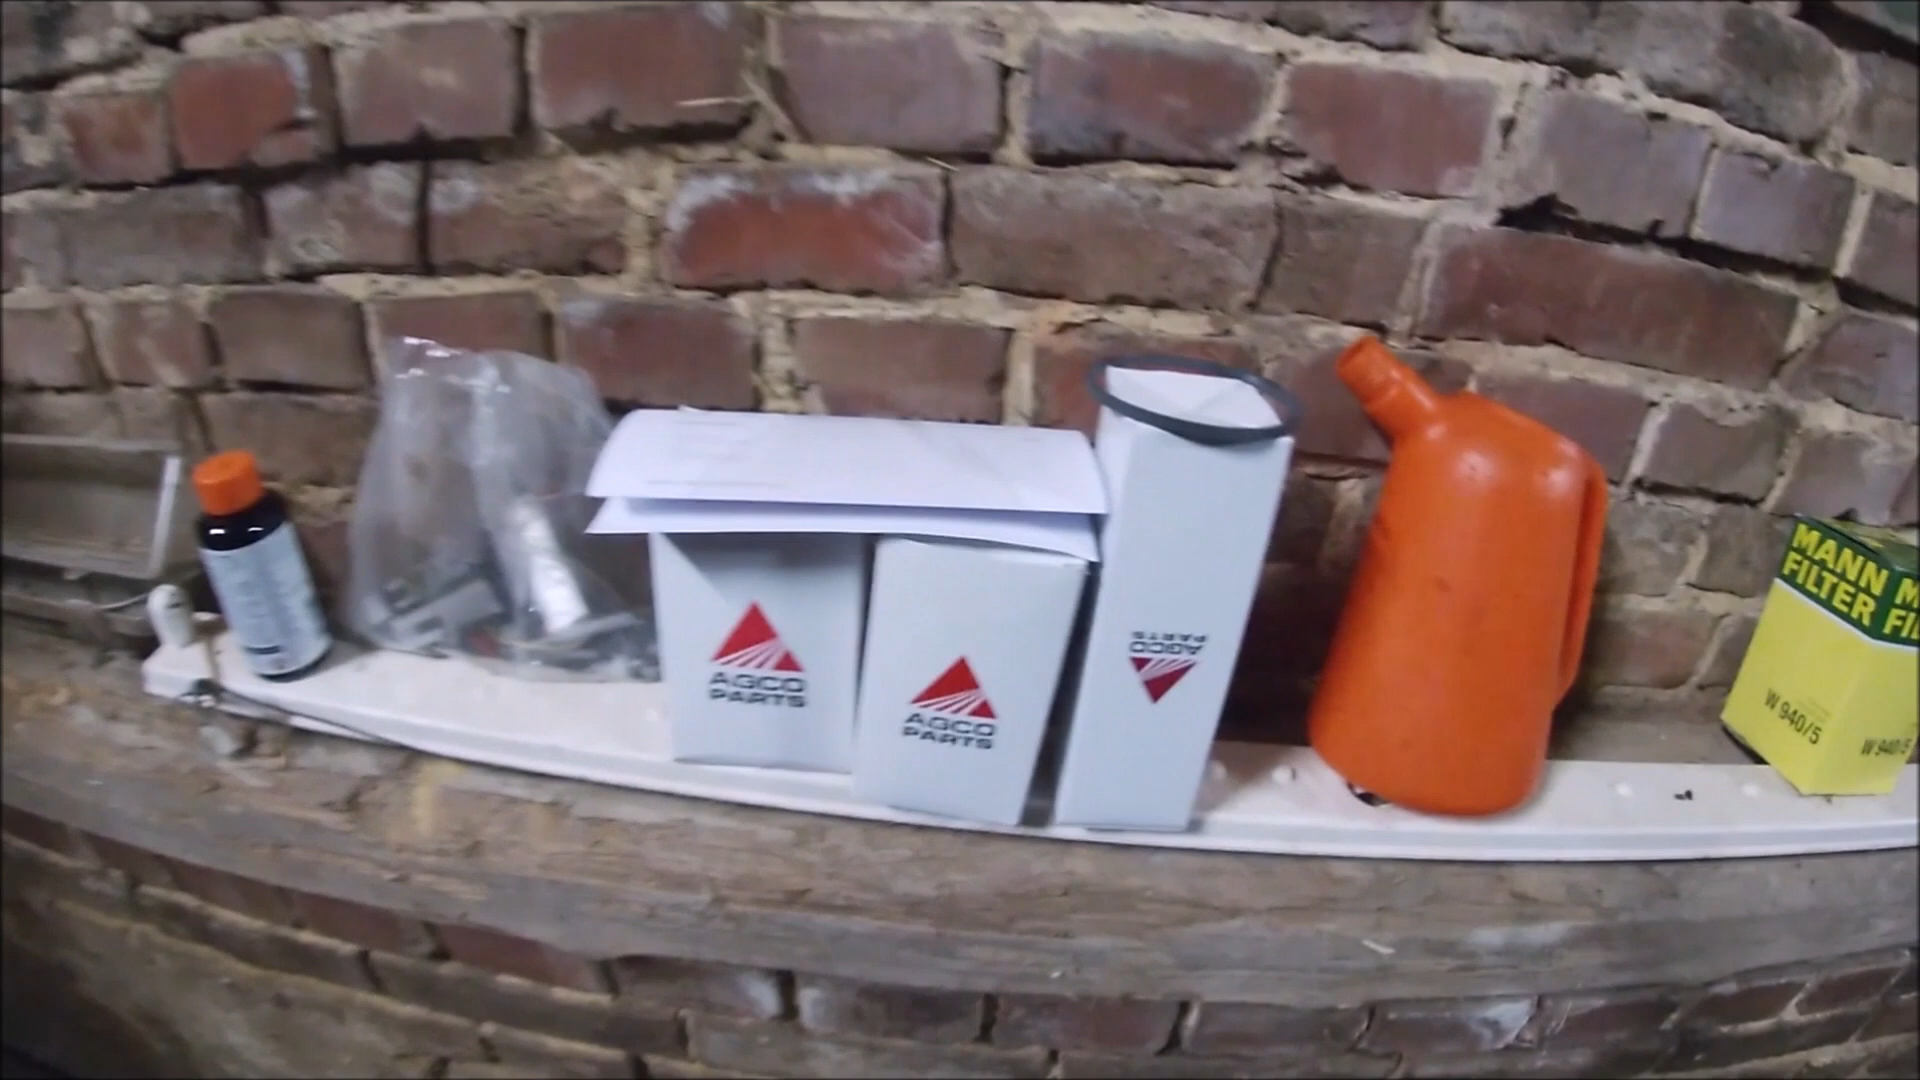 AGCO
PARTS
AGCO
PARTS
AGCO
PARTS
MANN
FILTER
W 940/5
W 940/5